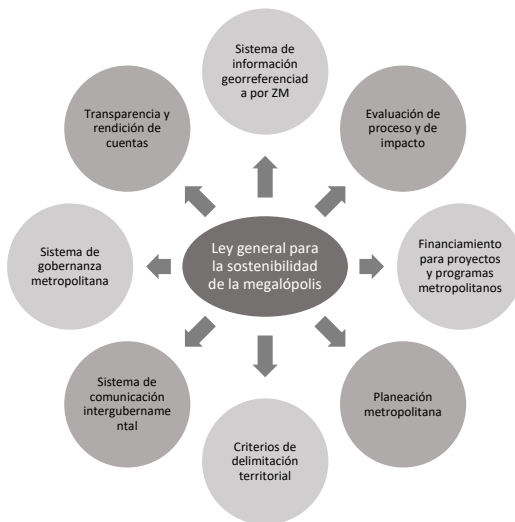 Sistema de
información
georreferenciad
a por ZM
Evaluación de
proceso y de
impacto
Financiamiento
para proyectos
y programas
metropolitanos
Planeación
metropolitana
Criterios de
delimitación
territorial
Sistema de
comunicación
intergubername
ntal
Sistema de
gobernanza
metropolitana
Transparencia y
rendición de
cuentas
Ley general para
la sostenibilidad
de la megalópolis